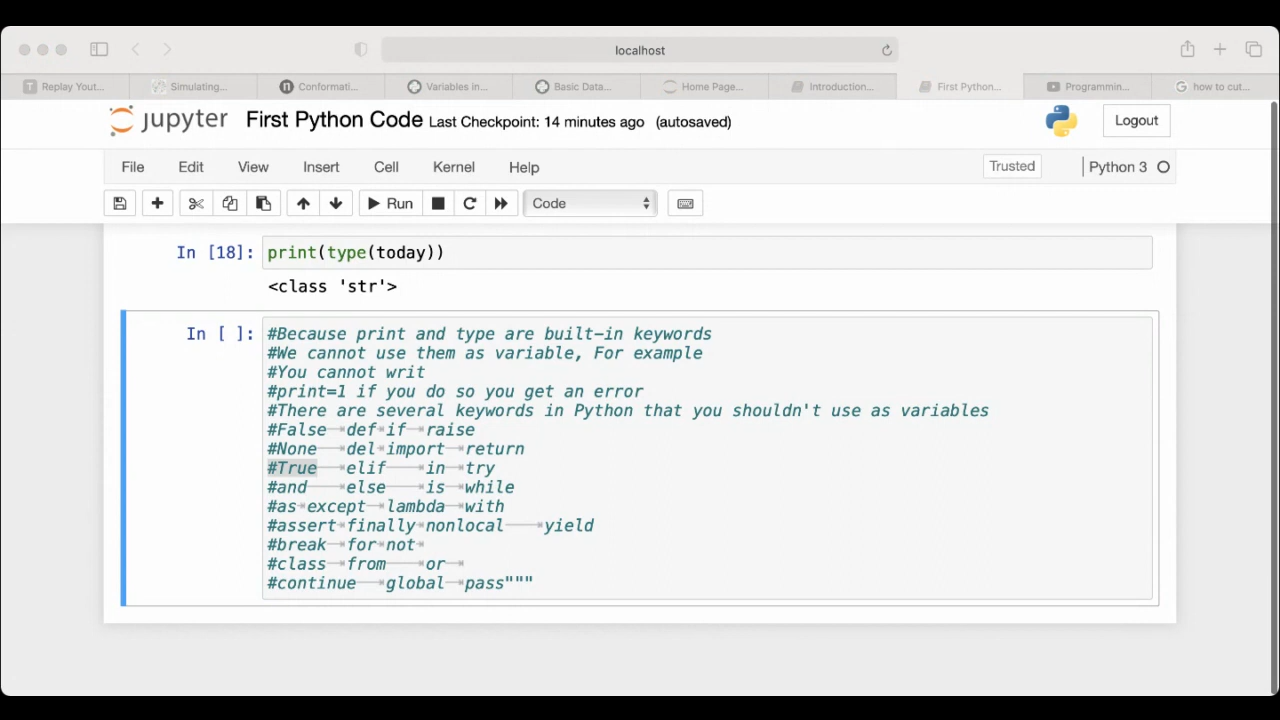 localhost
Replay Yout...
Simulating...
Conformati...
Variables in...
Basic Data...
Home Page...
Introduction...
First Python...
Programmin...
how to cut...
jupyter First Python Code Last Checkpoint: 14 minutes ago (autosaved)
Logout
File Edit View Insert Cell Kernel Help
Trusted
Python 3
Run
Code
In [18]: print(type(today))
<class 'str'>
In [ ]: #Because print and type are built-in keywords
#We cannot use them as variable, For example
#You cannot writ
#print=1 if you do so you get an error
#There are several keywords in Python that you shouldn't use as variables
#False def if raise
#None del import return
#True elif in try
#and else is while
#as except lambda with
#assert finally nonlocal yield
#break for not
#class from or
#continue global pass"""